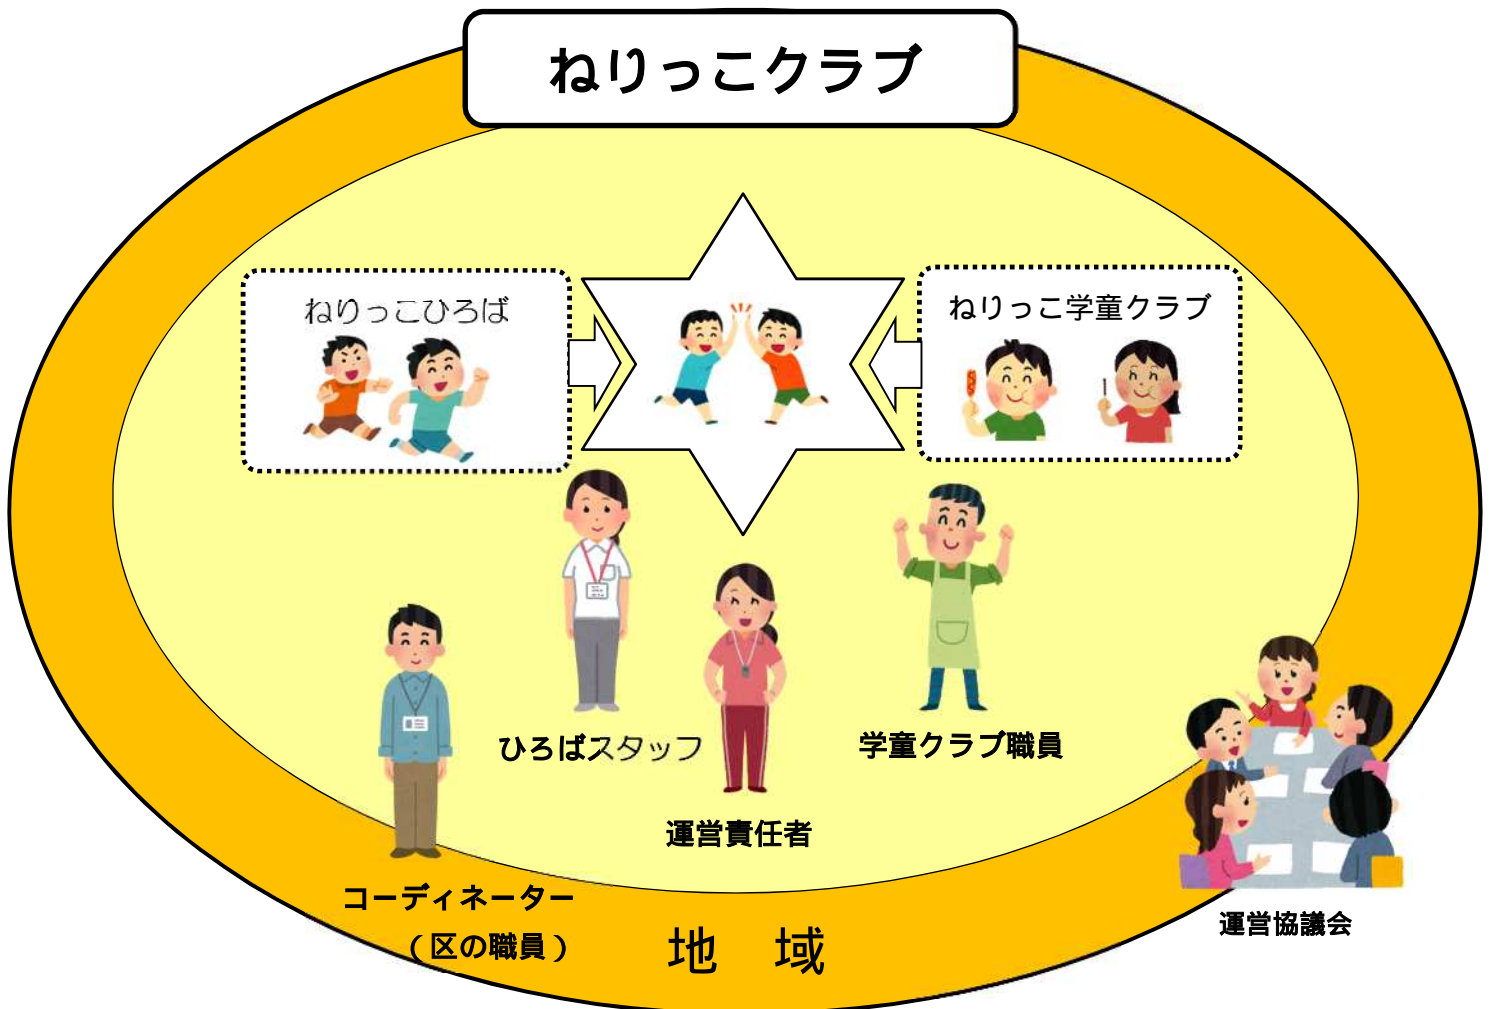 ねりっこクラブ
ねりっこひろば
ねりっこ学童クラブ
ひろばスタッフ
学童クラブ職員
運営責任者
コーディネーター
（区の職員）
運営協議会
地 域